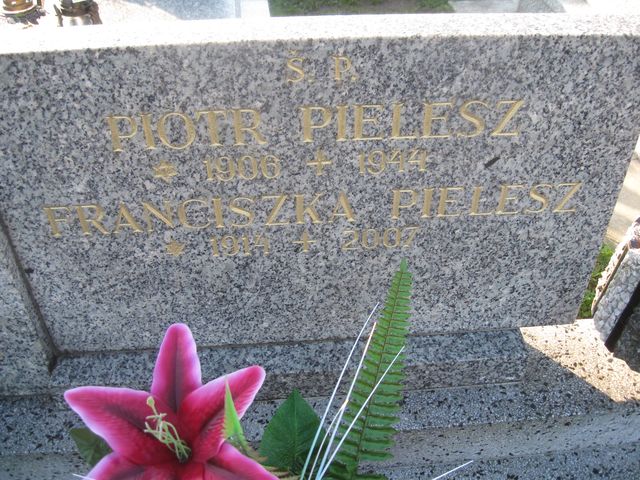 Ś. P.
PIOTR PIELESZ
* 1906 + 1944
FRANCISZKA PIELESZ
* 1914 + 2007